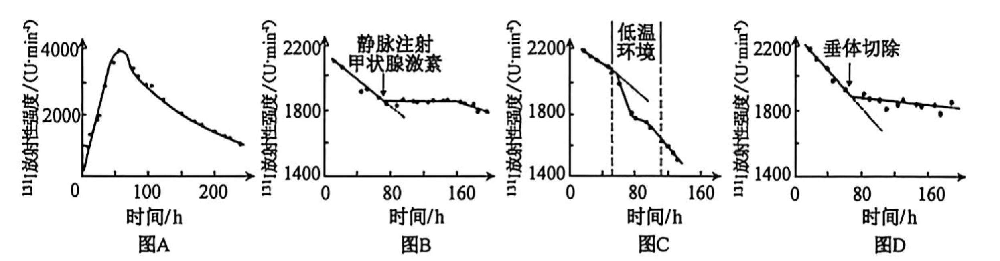 ¹³¹I放射性强度/(U·min⁻¹)
4000
2000
0
100
200
时间/h
图A
¹³¹I放射性强度/(U·min⁻¹)
2200
1800
1400
静脉注射
甲状腺激素
0
80
160
时间/h
图B
¹³¹I放射性强度/(U·min⁻¹)
2200
1800
1400
低温
环境
0
80
160
时间/h
图C
¹³¹I放射性强度/(U·min⁻¹)
2200
1800
1400
垂体切除
0
80
160
时间/h
图D